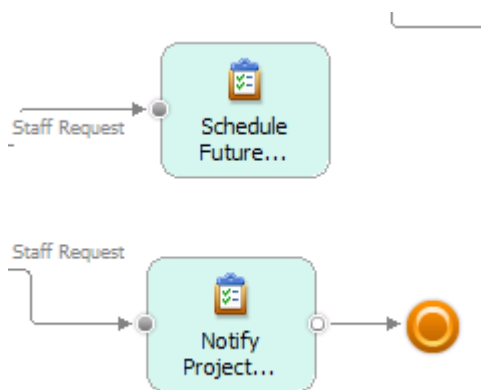 Staff Request
Schedule
Future...
Staff Request
Notify
Project...